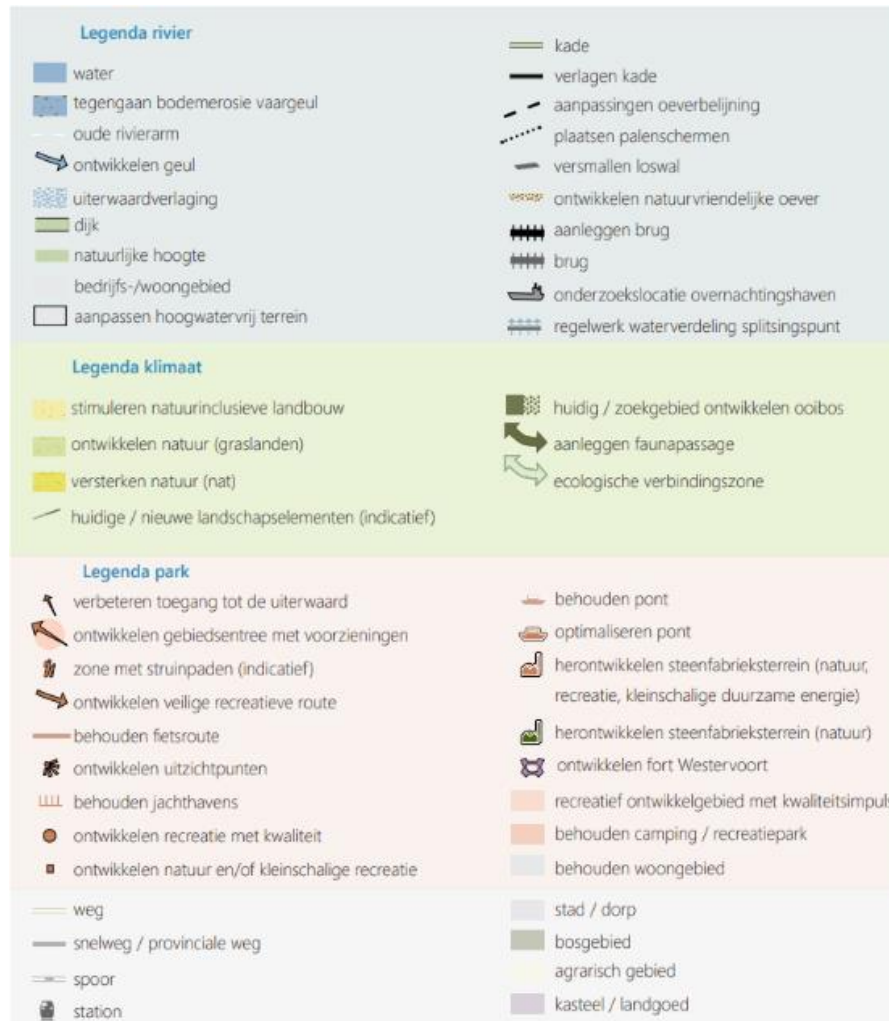 Legenda rivier
water
tegengaan bodemerosie vaargeul
oude rivierarm
ontwikkelen geul
uiterwaardverlaging
dijk
natuurlijke hoogte
bedrijfs-/woongebied
aanpassen hoogwatervrij terrein
kade
verlagen kade
aanpassingen oeverbelijning
plaatsen palenschermen
versmallen loswal
ontwikkelen natuurvriendelijke oever
aanleggen brug
brug
onderzoekslocatie overnachtingshaven
regelwerk waterverdeling splitsingspunt
Legenda klimaat
stimuleren natuurinclusieve landbouw
ontwikkelen natuur (graslanden)
versterken natuur (nat)
huidige / nieuwe landschapselementen (indicatief)
huidig / zoekgebied ontwikkelen ooibos
aanleggen faunapassage
ecologische verbindingszone
Legenda park
verbeteren toegang tot de uiterwaard
ontwikkelen gebiedsentree met voorzieningen
zone met struinpaden (indicatief)
ontwikkelen veilige recreatieve route
behouden fietsroute
ontwikkelen uitzichtpunten
behouden jachthavens
ontwikkelen recreatie met kwaliteit
ontwikkelen natuur en/of kleinschalige recreatie
behouden pont
optimaliseren pont
herontwikkelen steenfabrieksterrein (natuur,
recreatie, kleinschalige duurzame energie)
herontwikkelen steenfabrieksterrein (natuur)
ontwikkelen fort Westervoort
recreatief ontwikkelgebied met kwaliteitsimpuls
behouden camping / recreatiepark
behouden woongebied
weg
snelweg / provinciale weg
spoor
station
stad / dorp
bosgebied
agrarisch gebied
kasteel / landgoed